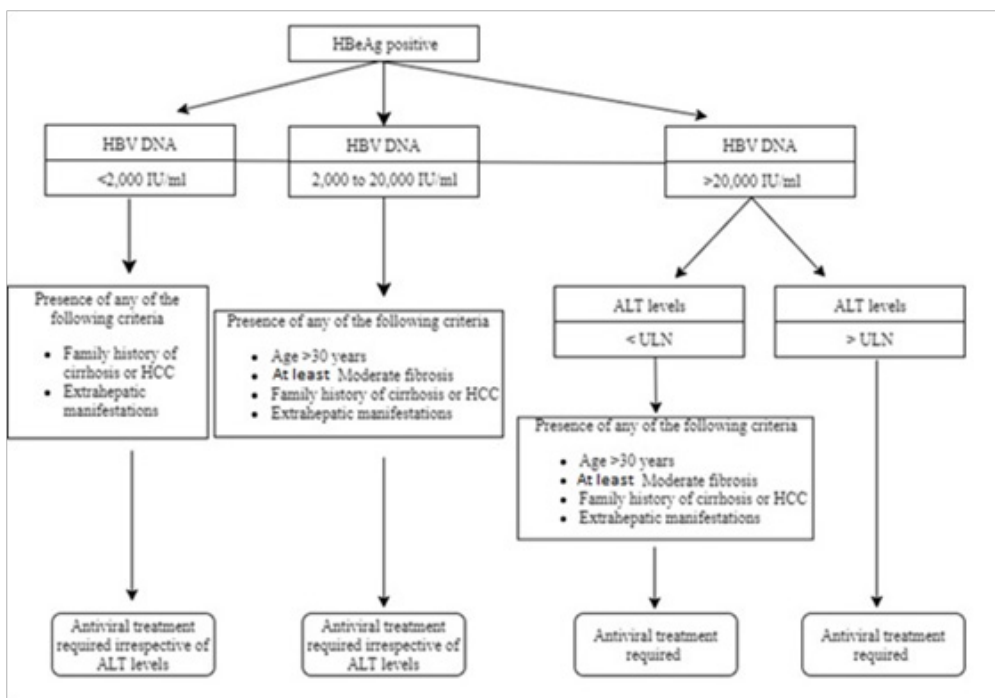 HBeAg positive
HBV DNA
<2,000 IU/ml
HBV DNA
2,000 to 20,000 IU/ml
HBV DNA
>20,000 IU/ml
Presence of any of the
following criteria
• Family history of
cirrhosis or HCC
• Extrahepatic
manifestations
Presence of any of the following criteria
• Age >30 years
• At least Moderate fibrosis
• Family history of cirrhosis or HCC
• Extrahepatic manifestations
ALT levels
< ULN
ALT levels
> ULN
Presence of any of the following criteria
• Age >30 years
• At least Moderate fibrosis
• Family history of cirrhosis or HCC
• Extrahepatic manifestations
Antiviral treatment
required irrespective of
ALT levels
Antiviral treatment
required irrespective of
ALT levels
Antiviral treatment
required
Antiviral treatment
required